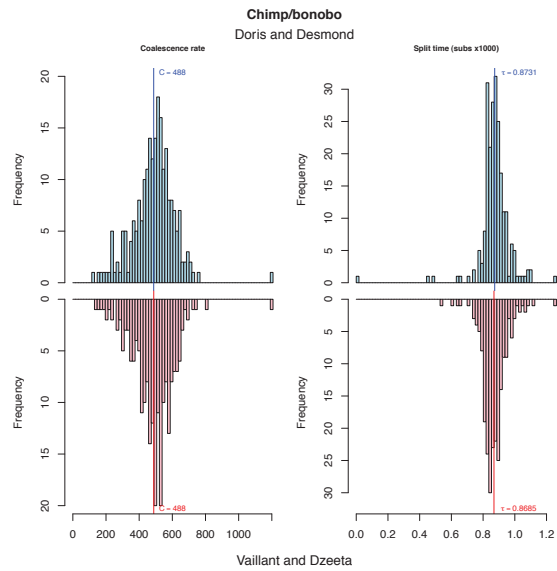 Chimp/bonobo
Doris and Desmond
Coalescence rate
Split time (subs x1000)
C = 488
τ = 0.8731
Frequency
20
15
10
5
0
Frequency
30
25
20
15
10
5
0
Frequency
0
5
10
15
20
Frequency
0
5
10
15
20
25
30
C = 488
τ = 0.8685
0 200 400 600 800 1000
0.0 0.2 0.4 0.6 0.8 1.0 1.2
Vaillant and Dzeeta